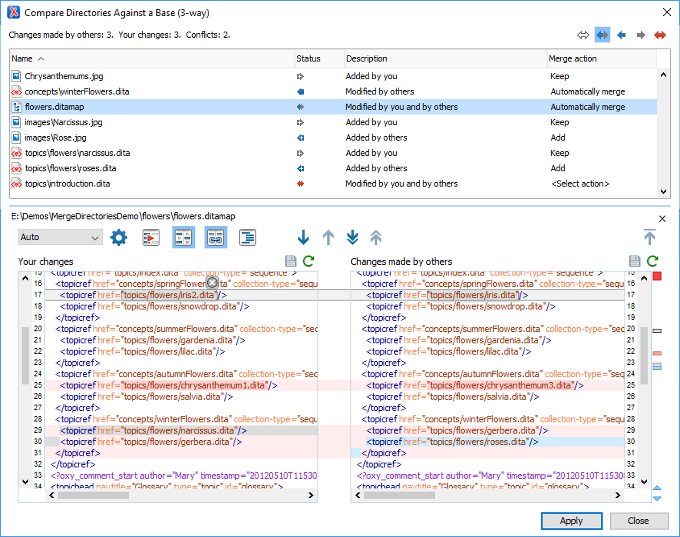 Compare Directories Against a Base (3-way)
Changes made by others: 3. Your changes: 3. Conflicts: 2.
Name Status Description Merge action
Chrysanthemums.jpg Added by you Keep
concepts\winterFlowers.dita Modified by others Automatically merge
flowers.ditamap Modified by you and by others Automatically merge
images\Narcissus.jpg Added by you Keep
images\Rose.jpg Added by others Add
topics\flowers\narcissus.dita Added by you Keep
topics\flowers\roses.dita Added by others Add
topics\introduction.dita Modified by you and by others <Select action>
E:\Demos\MergeDirectoriesDemo\flowers\flowers.ditamap
Auto
Your changes
15 <topicref href="topics/index.dita" collection-type="sequence">
16 <topicref href="concepts/springFlowers.dita" collection-type="sequ
17 <topicref href="topics/flowers/iris2.dita"/>
18 <topicref href="topics/flowers/snowdrop.dita"/>
19 </topicref>
20 <topicref href="concepts/summerFlowers.dita" collection-type="sec
21 <topicref href="topics/flowers/gardenia.dita"/>
22 <topicref href="topics/flowers/lilac.dita"/>
23 </topicref>
24 <topicref href="concepts/autumnFlowers.dita" collection-type="seq
25 <topicref href="topics/flowers/chrysanthemum1.dita"/>
26 <topicref href="topics/flowers/salvia.dita"/>
27 </topicref>
28 <topicref href="concepts/winterFlowers.dita" collection-type="sequ
29 <topicref href="topics/flowers/narcissus.dita"/>
30 <topicref href="topics/flowers/gerbera.dita"/>
31 </topicref>
32 </topicref>
33 <?oxy_comment_start author="Mary" timestamp="20120510T11530
34 <topichead navtitle="Glossary" type="topic" id="glossary">
Changes made by others
<topicref href="topics/index.dita" collection-type="sequence"> 15
<topicref href="concepts/springFlowers.dita" collection-type="sequ 16
<topicref href="topics/flowers/iris.dita"/> 17
<topicref href="topics/flowers/snowdrop.dita"/> 18
</topicref> 19
<topicref href="concepts/summerFlowers.dita" collection-type="sec 20
<topicref href="topics/flowers/gardenia.dita"/> 21
<topicref href="topics/flowers/lilac.dita"/> 22
</topicref> 23
<topicref href="concepts/autumnFlowers.dita" collection-type="seq 24
<topicref href="topics/flowers/chrysanthemum3.dita"/> 25
<topicref href="topics/flowers/salvia.dita"/> 26
</topicref> 27
<topicref href="concepts/winterFlowers.dita" collection-type="sequ 28
<topicref href="topics/flowers/gerbera.dita"/> 29
<topicref href="topics/flowers/roses.dita"/> 30
</topicref> 31
</topicref> 32
<?oxy_comment_start author="Mary" timestamp="20120510T11530 33
<topichead navtitle="Glossary" type="topic" id="glossary"> 34
Apply Close